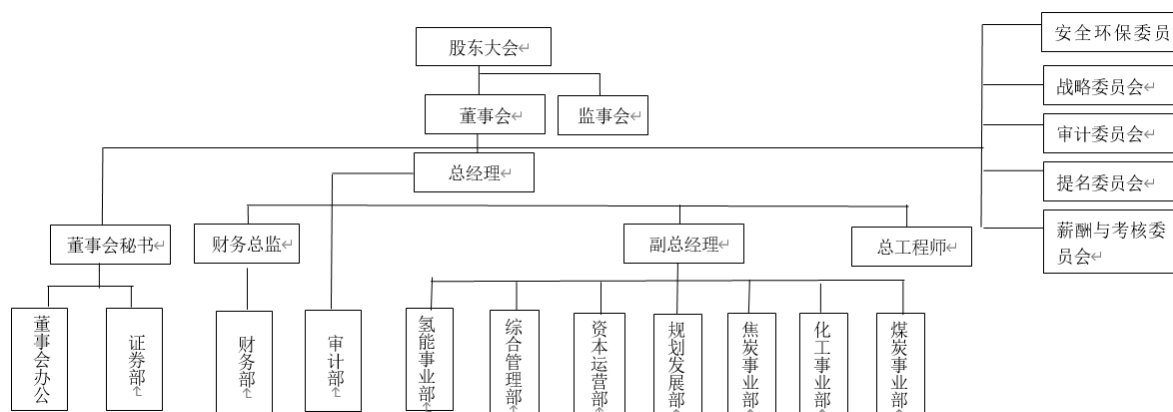 股东大会
安全环保委员
战略委员会
董事会
监事会
审计委员会
总经理
提名委员会
董事会秘书
财务总监
副总经理
总工程师
薪酬与考核委
员会
董事会办公
证券部
财务部
审计部
氢能事业部
综合管理部
资本运营部
规划发展部
焦炭事业部
化工事业部
煤炭事业部